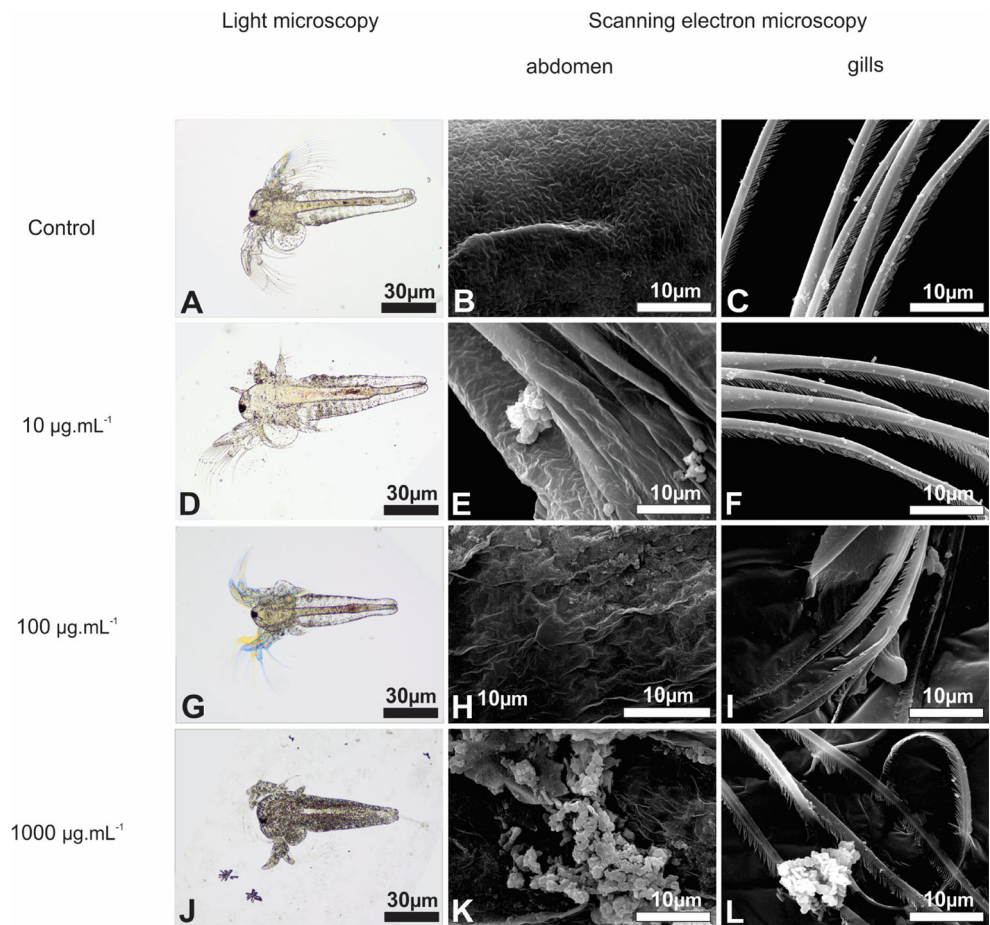 Light microscopy
Scanning electron microscopy
abdomen
gills
Control
A
30μm
B
10μm
C
10μm
10 μg.mL-1
D
30μm
E
10μm
F
10μm
100 μg.mL-1
G
30μm
H
10μm
10μm
I
10μm
1000 μg.mL-1
J
30μm
K
10μm
L
10μm